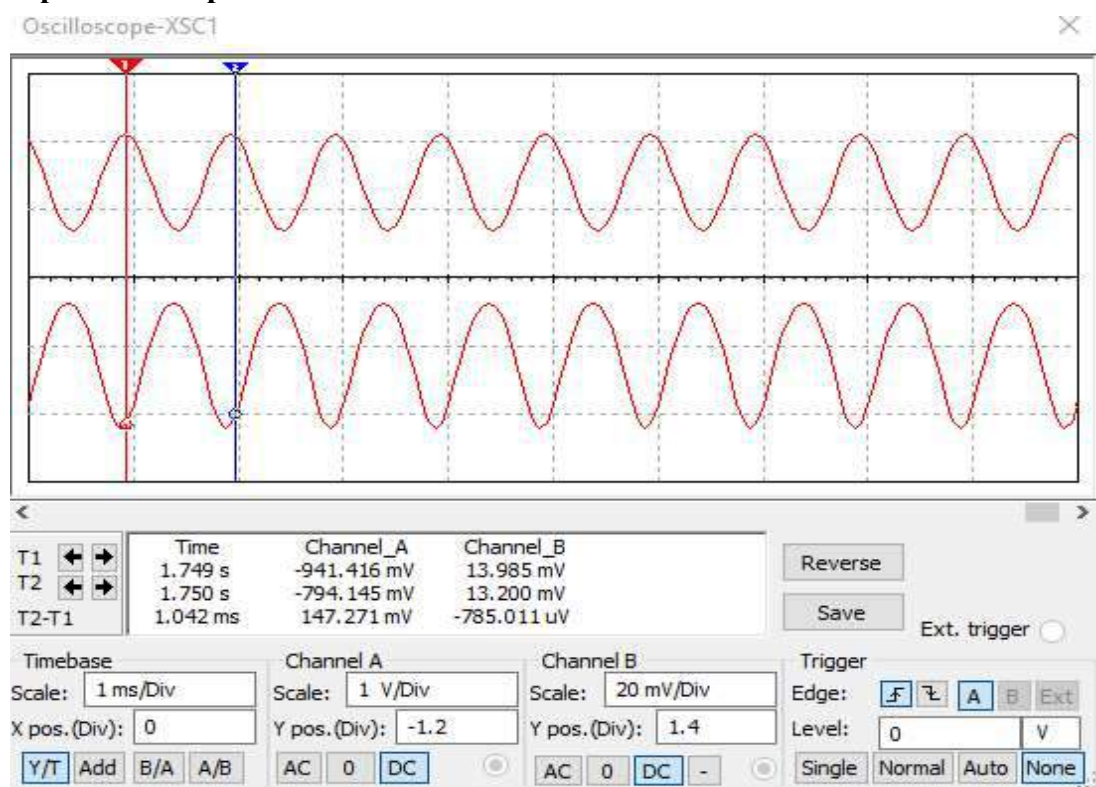 Oscilloscope-XSC1
1
2
T1
T2
T2-T1
Time Channel_A Channel_B
1.749 s -941.416 mV 13.985 mV
1.750 s -794.145 mV 13.200 mV
1.042 ms 147.271 mV -785.011 uV
Reverse
Save
Ext. trigger
Timebase
Scale: 1 ms/Div
X pos.(Div): 0
Y/T Add B/A A/B
Channel A
Scale: 1 V/Div
Y pos.(Div): -1.2
AC 0 DC
Channel B
Scale: 20 mV/Div
Y pos.(Div): 1.4
AC 0 DC -
Trigger
Edge: A B Ext
Level: 0 V
Single Normal Auto None